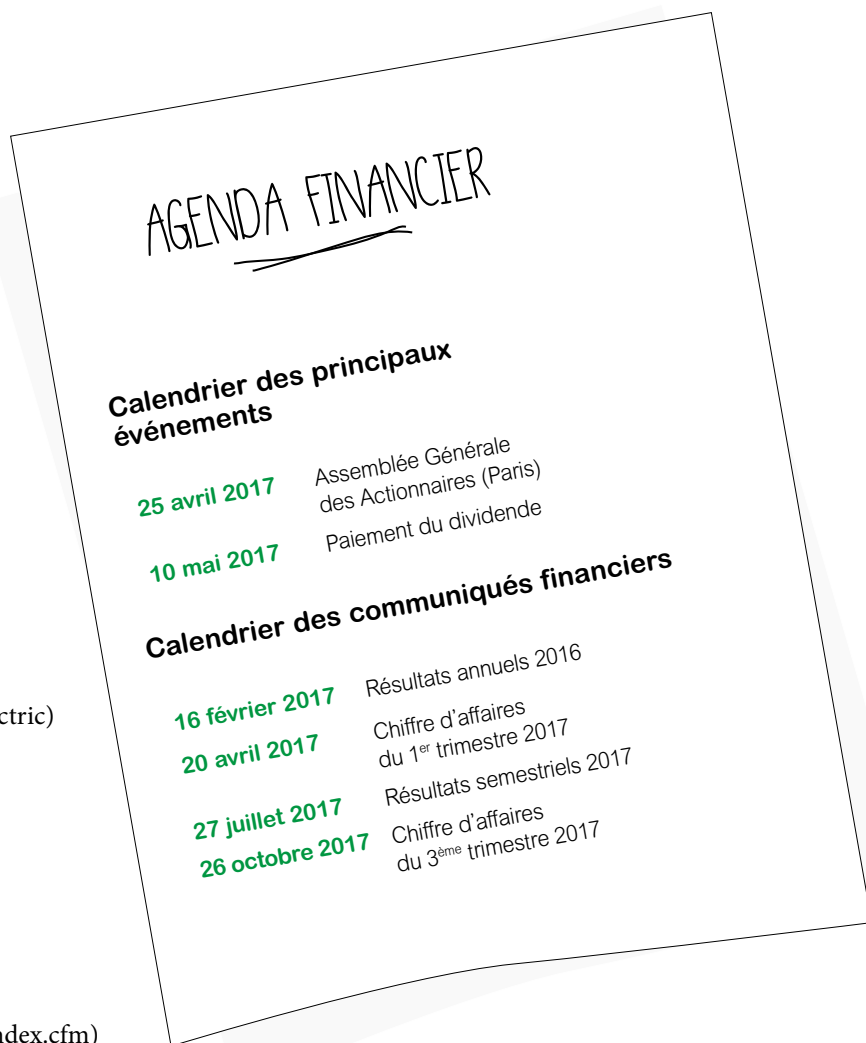 AGENDA FINANCIER
Calendrier des principaux
événements
25 avril 2017 Assemblée Générale
des Actionnaires (Paris)
10 mai 2017 Paiement du dividende
Calendrier des communiqués financiers
16 février 2017 Résultats annuels 2016
20 avril 2017 Chiffre d’affaires
du 1er trimestre 2017
27 juillet 2017 Résultats semestriels 2017
26 octobre 2017 Chiffre d’affaires
du 3ème trimestre 2017
ctric)
ndex.cfm)